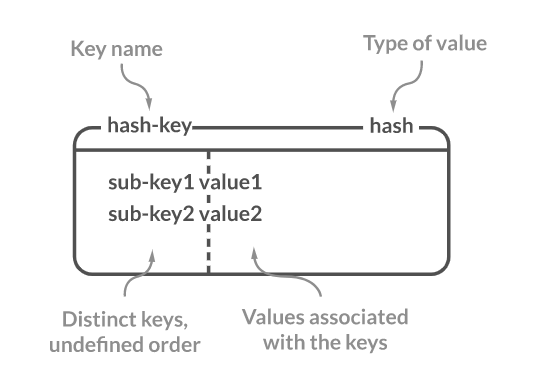 Key name
Type of value
hash-key
hash
sub-key1 value1
sub-key2 value2
Distinct keys,
undefined order
Values associated
with the keys